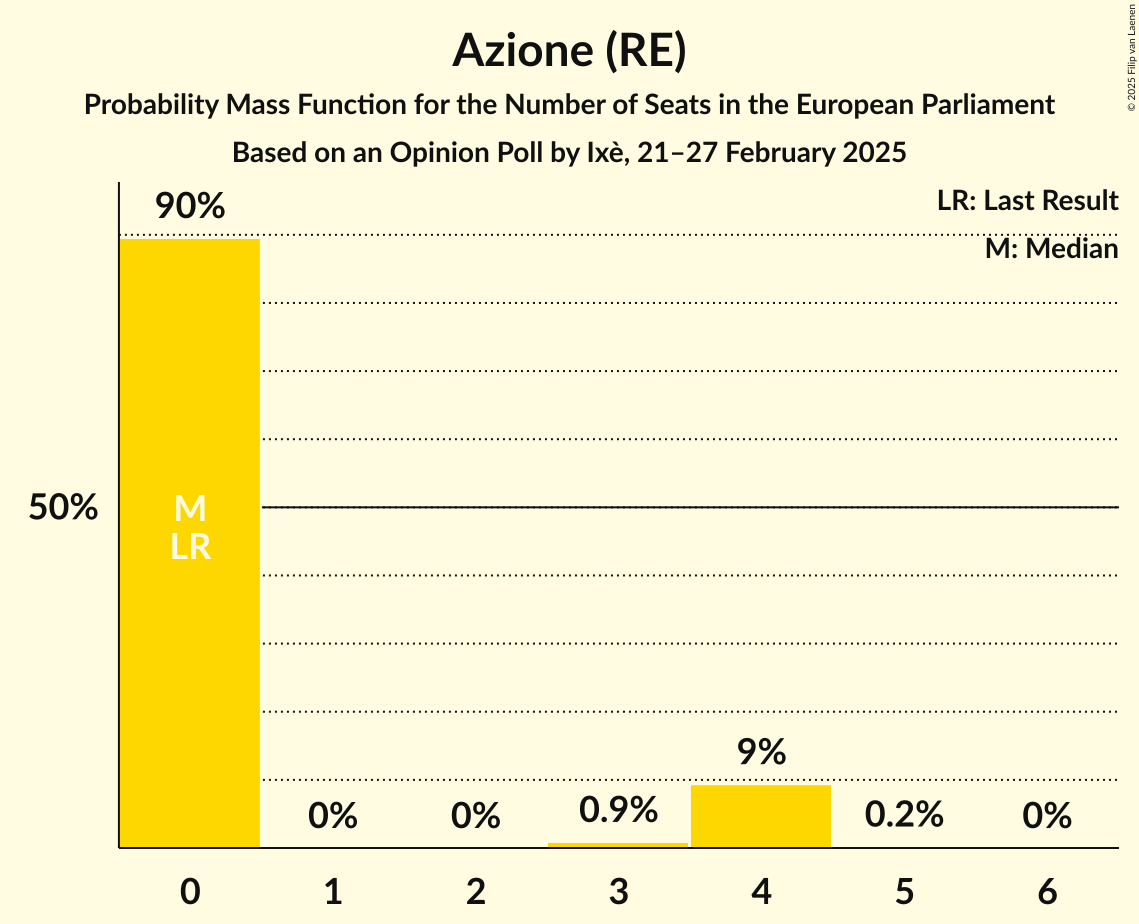 Azione (RE)
Probability Mass Function for the Number of Seats in the European Parliament
Based on an Opinion Poll by Ixè, 21–27 February 2025
© 2025 Filip van Laenen
LR: Last Result
M: Median
90%
50%
M
LR
0%
0%
0.9%
9%
0.2%
0%
0
1
2
3
4
5
6